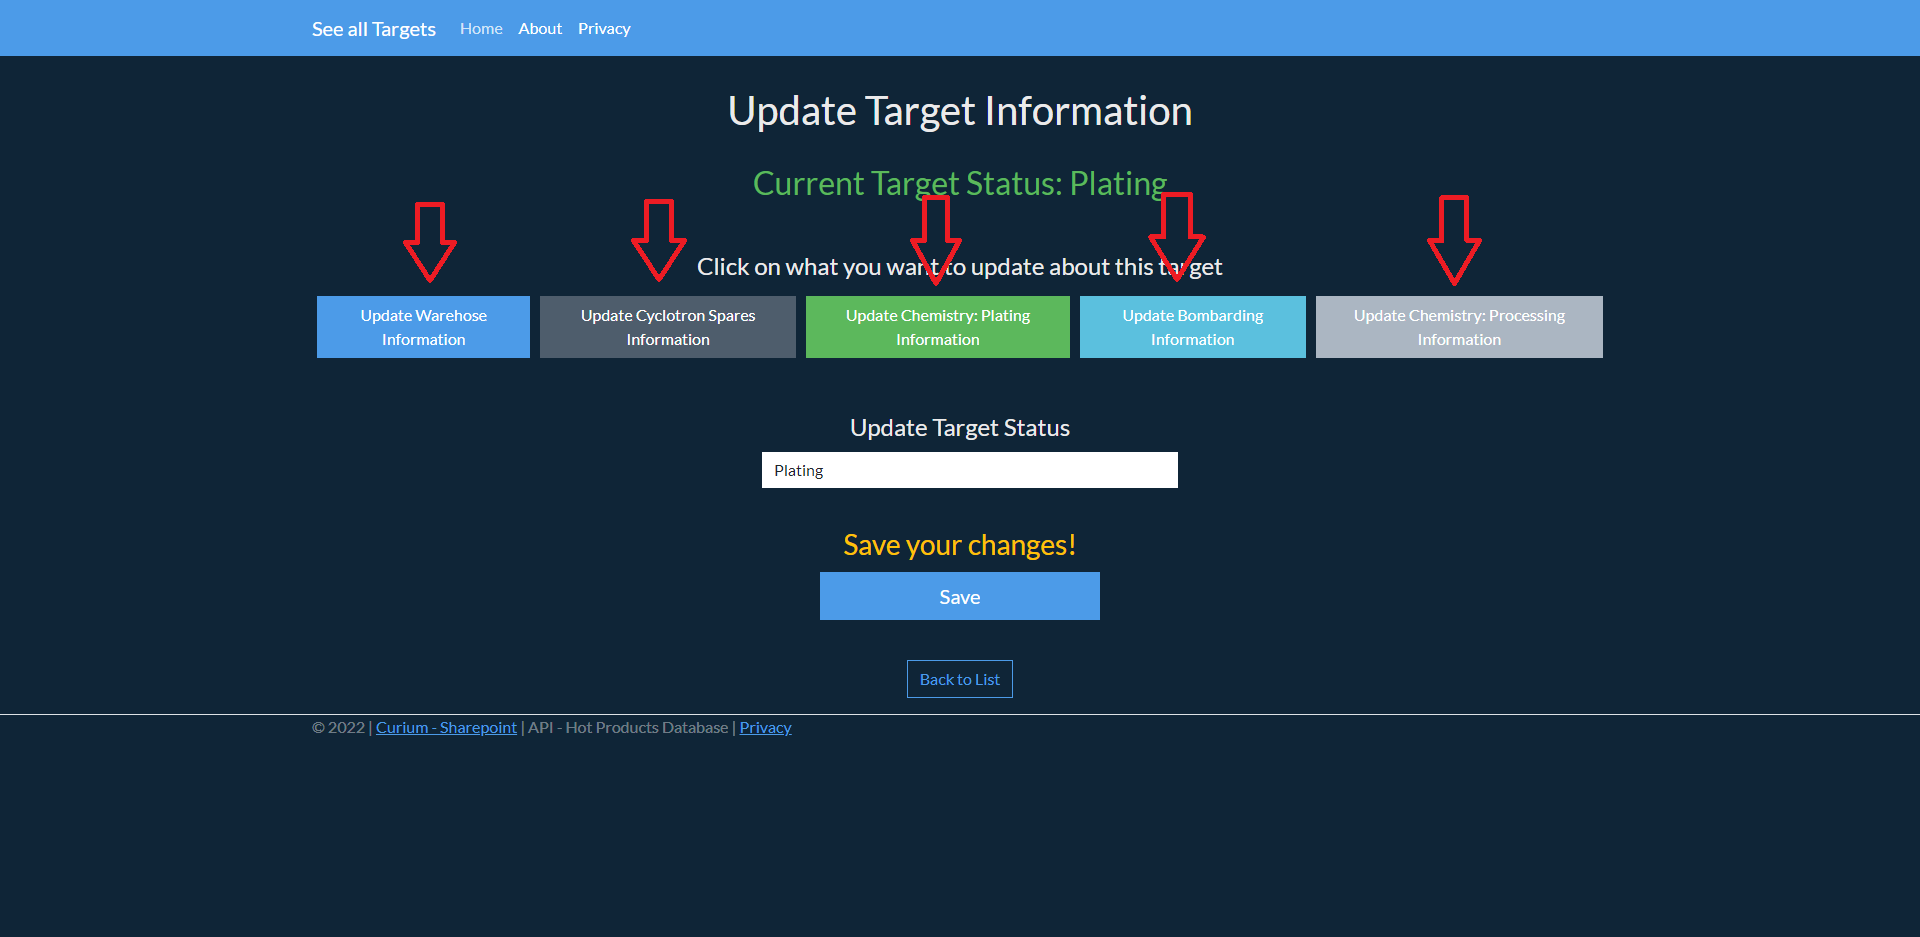 See all Targets Home About Privacy
Update Target Information
Current Target Status: Plating
Click on what you want to update about this target
Update Warehose
Information
Update Cyclotron Spares
Information
Update Chemistry: Plating
Information
Update Bombarding
Information
Update Chemistry: Processing
Information
Update Target Status
Plating
Save your changes!
Save
Back to List
© 2022 | Curium - Sharepoint | API - Hot Products Database | Privacy